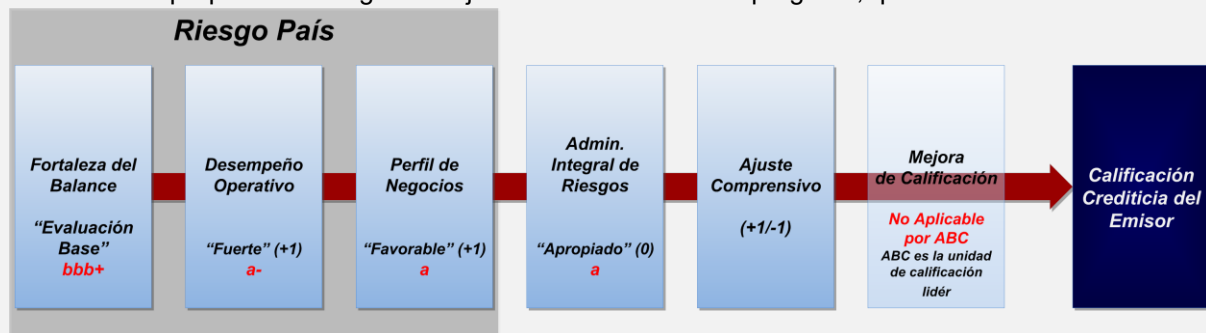 Riesgo País
Fortaleza del
Balance
“Evaluación
Base”
bbb+
Desempeño
Operativo
“Fuerte” (+1)
a-
Perfil de
Negocios
“Favorable” (+1)
a
Admin.
Integral de
Riesgos
“Apropiado” (0)
a
Ajuste
Comprensivo
(+1/-1)
Mejora
de Calificación
No Aplicable
por ABC
ABC es la unidad
de calificación
lidér
Calificación
Crediticia del
Emisor